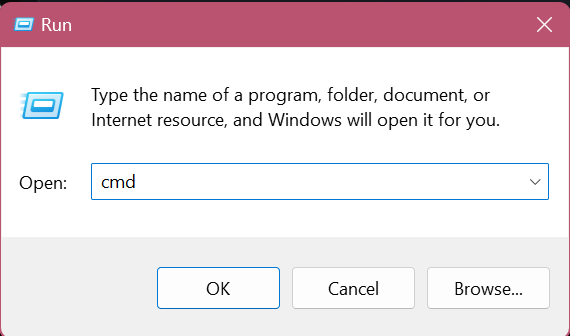 Run
Type the name of a program, folder, document, or
Internet resource, and Windows will open it for you.
Open: cmd
OK Cancel Browse...